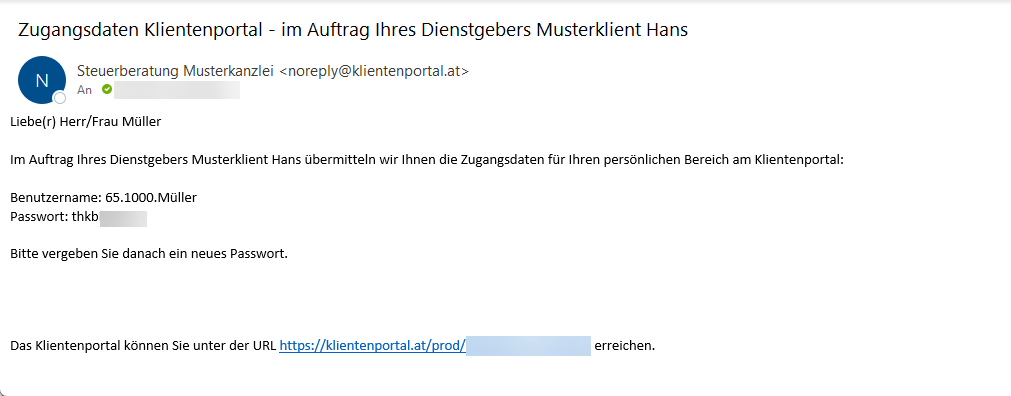 Zugangsdaten Klientenportal - im Auftrag Ihres Dienstgebers Musterklient Hans
N
Steuerberatung Musterkanzlei <noreply@klientenportal.at>
An
Liebe(r) Herr/Frau Müller
Im Auftrag Ihres Dienstgebers Musterklient Hans übermitteln wir Ihnen die Zugangsdaten für Ihren persönlichen Bereich am Klientenportal:
Benutzername: 65.1000.Müller
Passwort: thkb
Bitte vergeben Sie danach ein neues Passwort.
Das Klientenportal können Sie unter der URL https://klientenportal.at/prod/ erreichen.